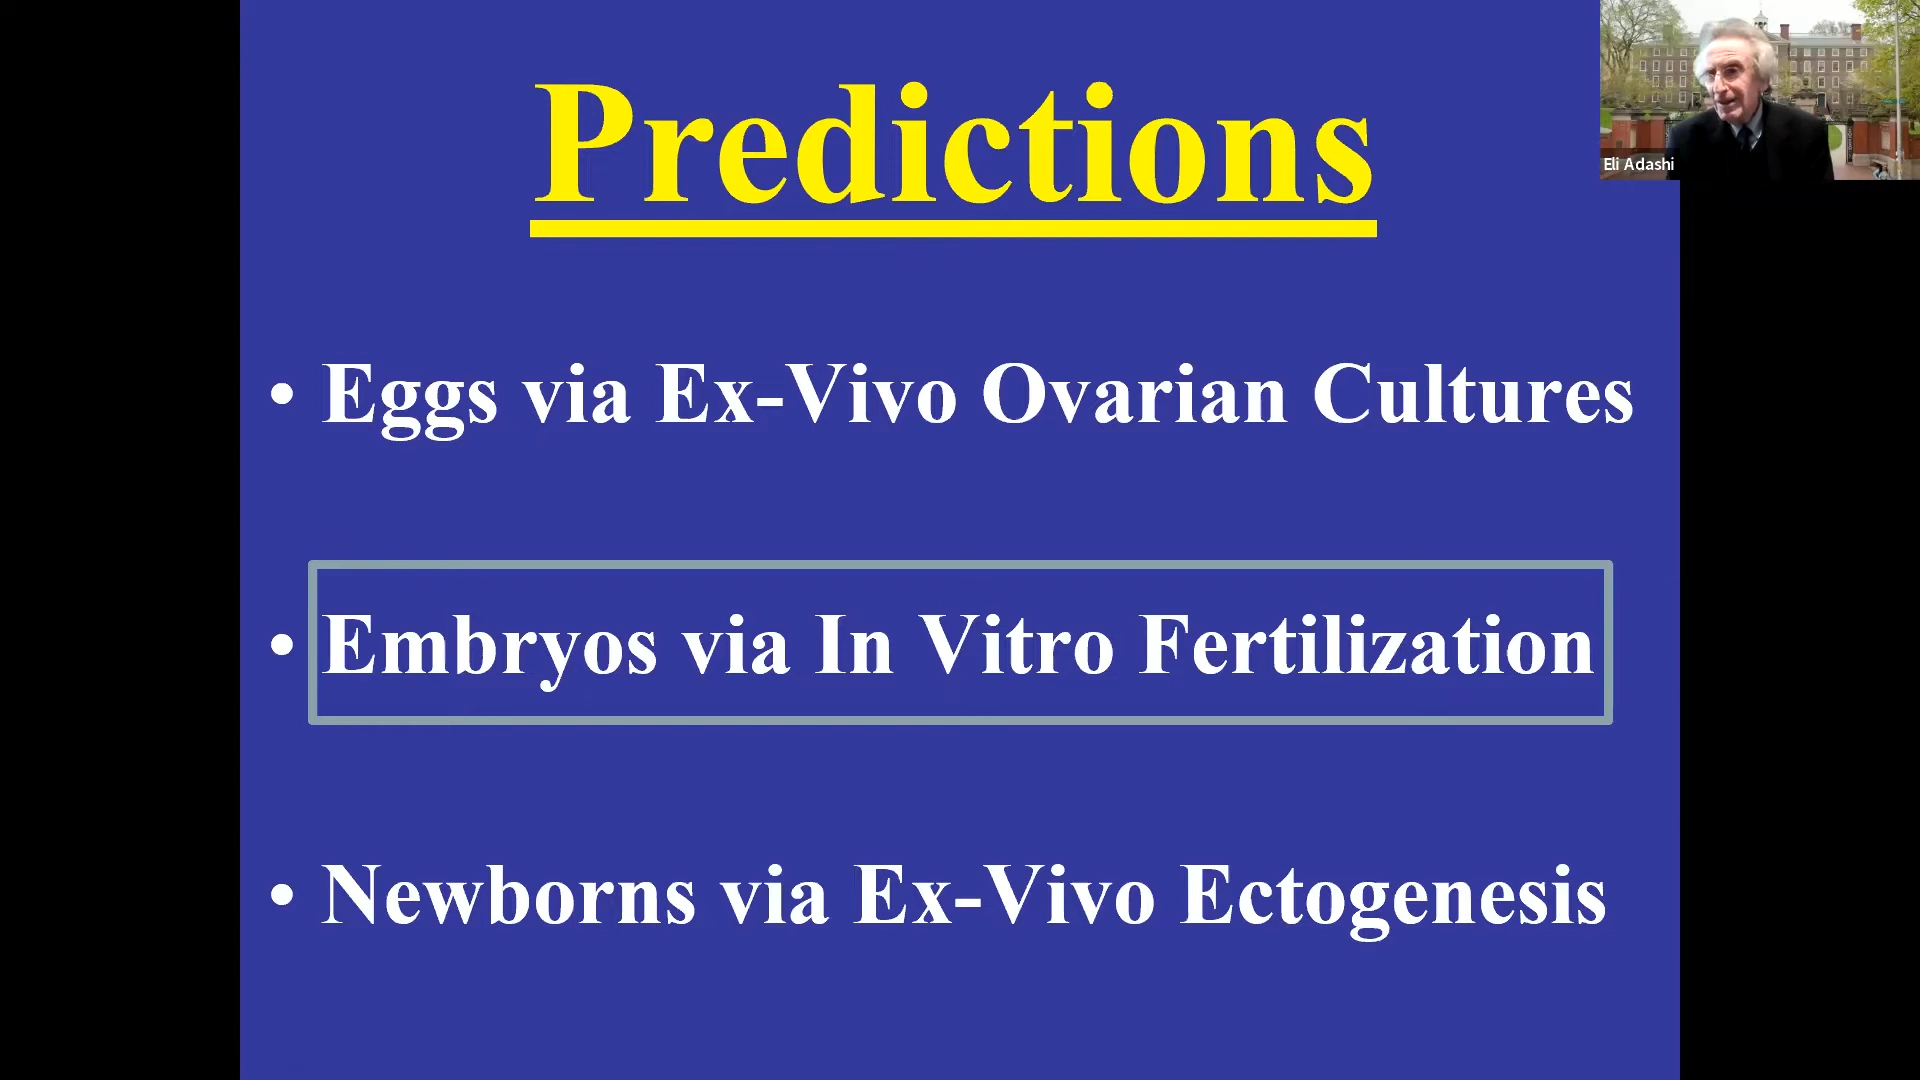 Predictions
Eli Adashi
• Eggs via Ex-Vivo Ovarian Cultures
• Embryos via In Vitro Fertilization
• Newborns via Ex-Vivo Ectogenesis